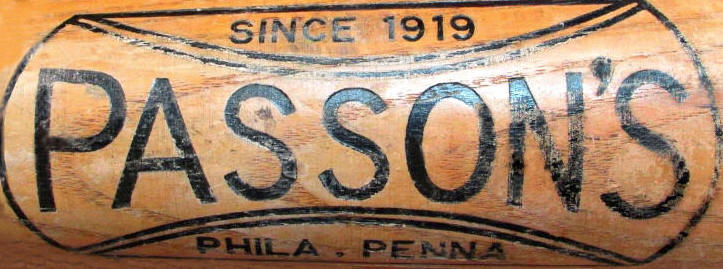 SINCE 1919
PASSON'S
PHILA. PENNA